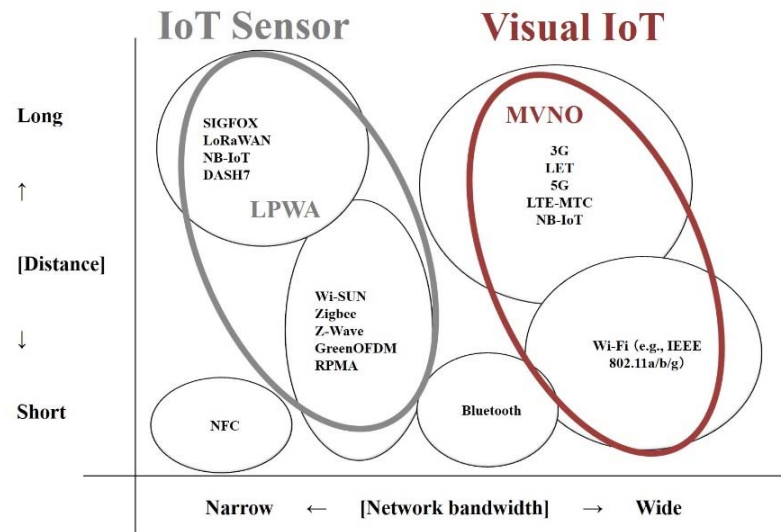 IoT Sensor
Visual IoT
Long
↑
[Distance]
↓
Short
SIGFOX
LoRaWAN
NB-IoT
DASH7
LPWA
Wi-SUN
Zigbee
Z-Wave
GreenOFDM
RPMA
NFC
Bluetooth
MVNO
3G
LET
5G
LTE-MTC
NB-IoT
Wi-Fi (e.g., IEEE
802.11a/b/g)
Narrow ← [Network bandwidth] → Wide